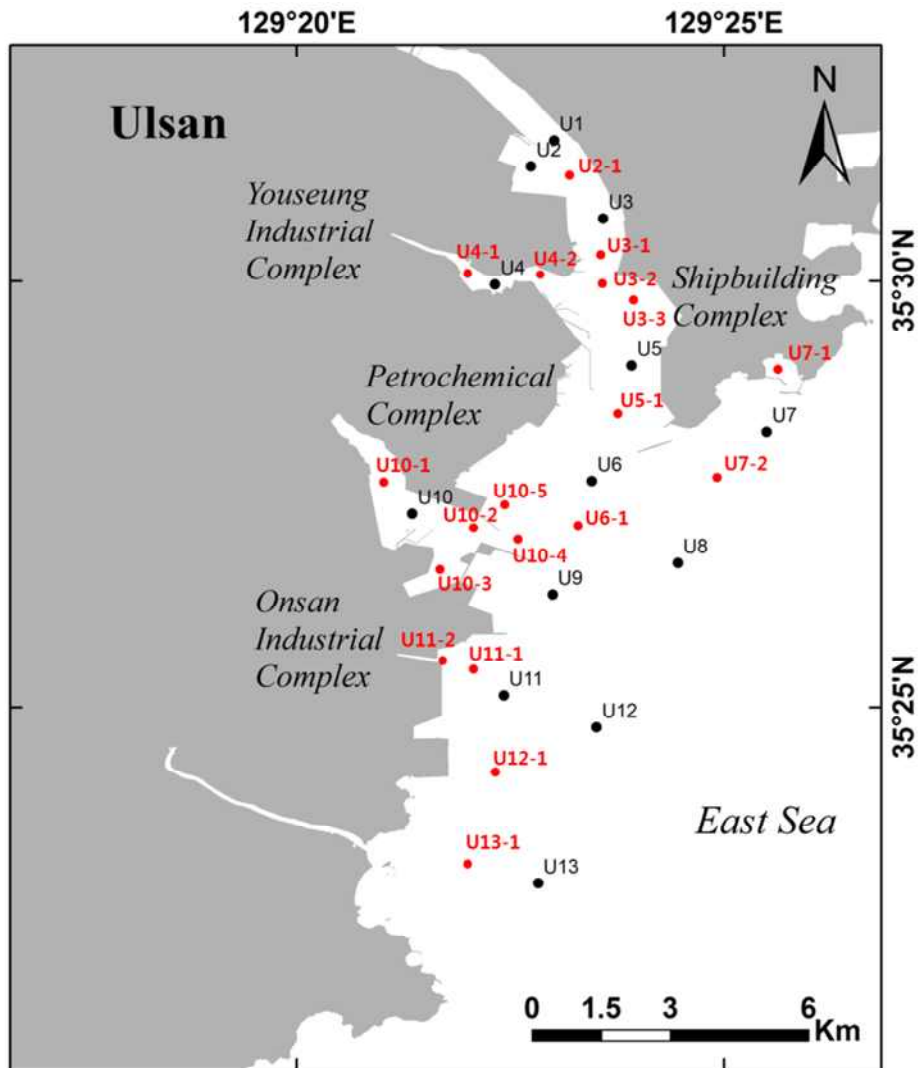 129°20'E
129°25'E
N
Ulsan
U1
U2
U2-1
Youseung
Industrial
Complex
U3
U4-1
U4
U4-2
U3-1
U3-2
U3-3
Shipbuilding
Complex
35°30'N
U5
U7-1
Petrochemical
Complex
U5-1
U7
U10-1
U6
U7-2
U10
U10-5
U10-2
U6-1
U10-4
U8
U10-3
U9
Onsan
Industrial
Complex
U11-2
U11-1
U11
U12
35°25'N
U12-1
East Sea
U13-1
U13
0 1.5 3 6
Km